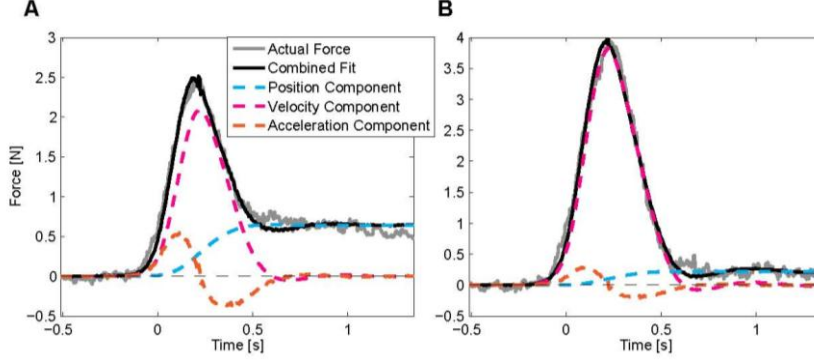 A
B
3
2.5
2
1.5
1
0.5
0
−0.5
Force [N]
Actual Force
Combined Fit
Position Component
Velocity Component
Acceleration Component
−0.5
0
0.5
1
Time [s]
4
3.5
3
2.5
2
1.5
1
0.5
0
−0.5
−0.5
0
0.5
1
Time [s]